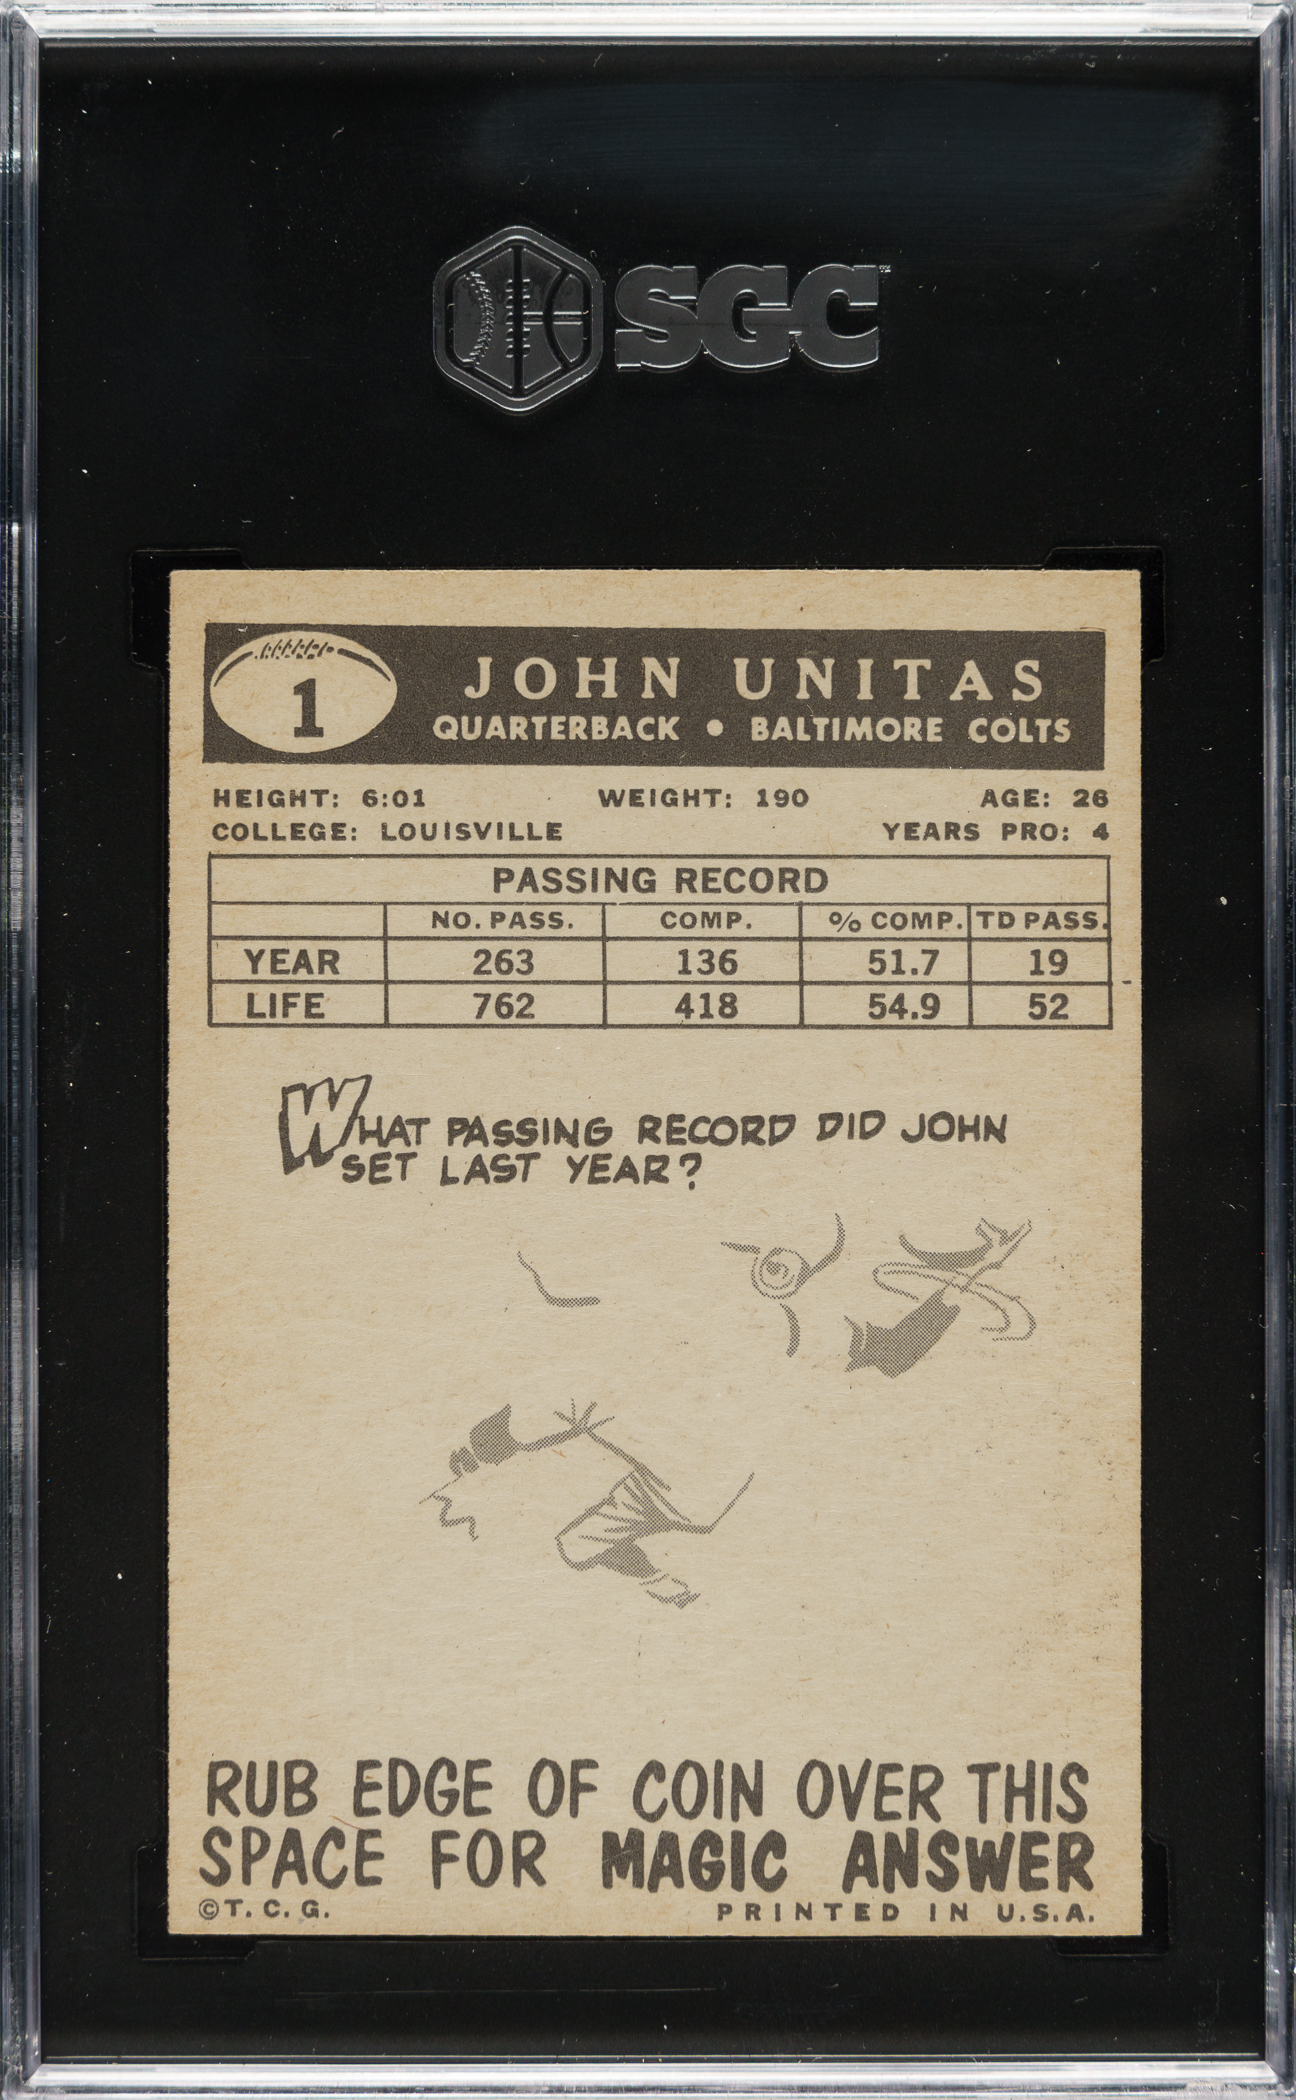 SGC
1
JOHN UNITAS
QUARTERBACK • BALTIMORE COLTS
HEIGHT: 6:01 WEIGHT: 190 AGE: 26
COLLEGE: LOUISVILLE YEARS PRO: 4
PASSING RECORD
NO. PASS. COMP. % COMP. TD PASS.
YEAR 263 136 51.7 19
LIFE 762 418 54.9 52
WHAT PASSING RECORD DID JOHN
SET LAST YEAR?
RUB EDGE OF COIN OVER THIS
SPACE FOR MAGIC ANSWER
©T. C. G. PRINTED IN U.S.A.